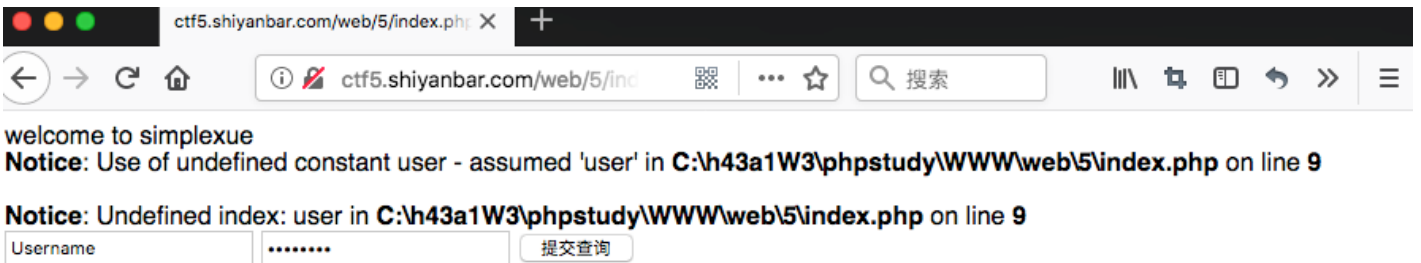 ctf5.shiyanbar.com/web/5/index.php
ctf5.shiyanbar.com/web/5/ind
搜索
welcome to simplexue
Notice: Use of undefined constant user - assumed 'user' in C:\h43a1W3\phpstudy\WWW\web\5\index.php on line 9
Notice: Undefined index: user in C:\h43a1W3\phpstudy\WWW\web\5\index.php on line 9
Username •••••••• 提交查询